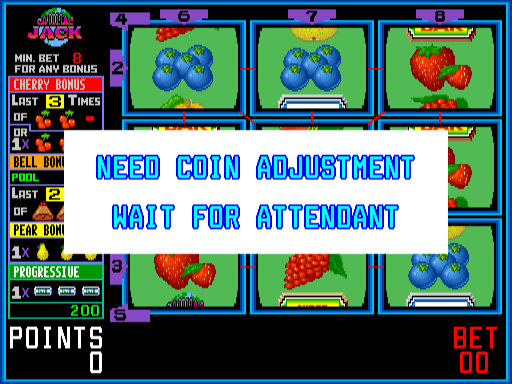 4 6 7 8
JACK
MIN. BET 8
FOR ANY BONUS
2
CHERRY BONUS
LAST 3 TIMES
OF
OR
1X
BELL BON
POOL
LAST 2
OF
PEAR BON
1X
PROGRESSIVE
1X
200
NEED COIN ADJUSTMENT
WAIT FOR ATTENDANT
3
5
POINTS
0
BET
00